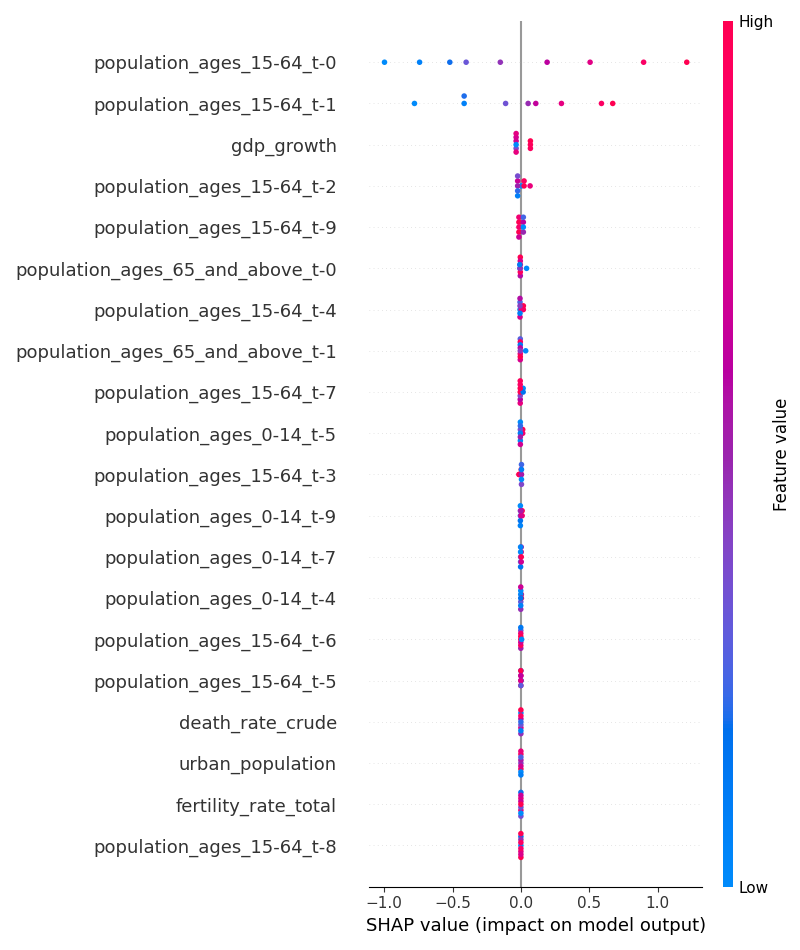 High
population_ages_15-64_t-0
population_ages_15-64_t-1
gdp_growth
population_ages_15-64_t-2
population_ages_15-64_t-9
population_ages_65_and_above_t-0
population_ages_15-64_t-4
population_ages_65_and_above_t-1
population_ages_15-64_t-7
population_ages_0-14_t-5
population_ages_15-64_t-3
population_ages_0-14_t-9
population_ages_0-14_t-7
population_ages_0-14_t-4
population_ages_15-64_t-6
population_ages_15-64_t-5
death_rate_crude
urban_population
fertility_rate_total
population_ages_15-64_t-8
Feature value
Low
−1.0 −0.5 0.0 0.5 1.0
SHAP value (impact on model output)